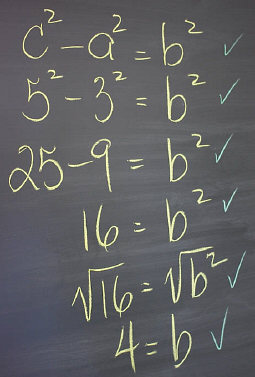 c² - a² = b² ✓
5² - 3² = b² ✓
25 - 9 = b² ✓
16 = b² ✓
√16 = √b² ✓
4 = b ✓